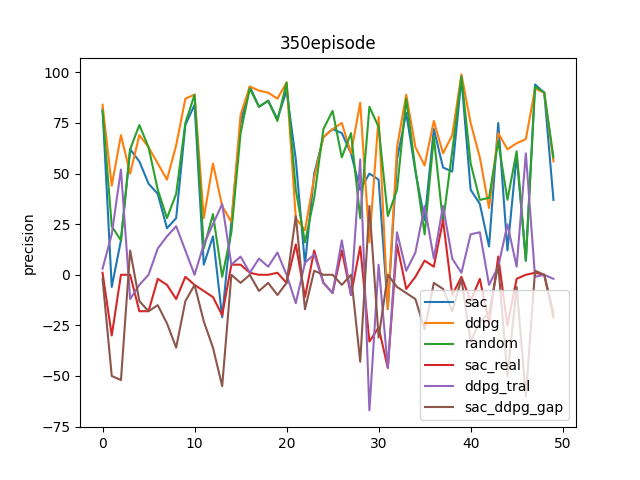 350episode
precision
100
75
50
25
0
−25
−50
−75
0
10
20
30
40
50
sac
ddpg
random
sac_real
ddpg_tral
sac_ddpg_gap